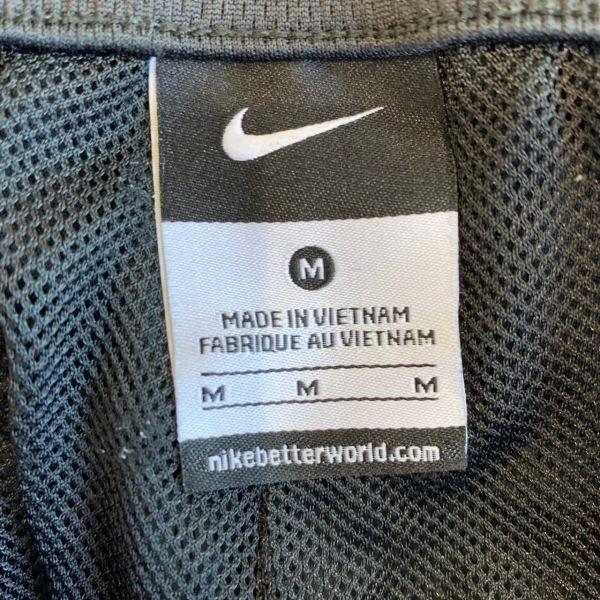 M
MADE IN VIETNAM
FABRIQUE AU VIETNAM
M M M
nikebetterworld.com